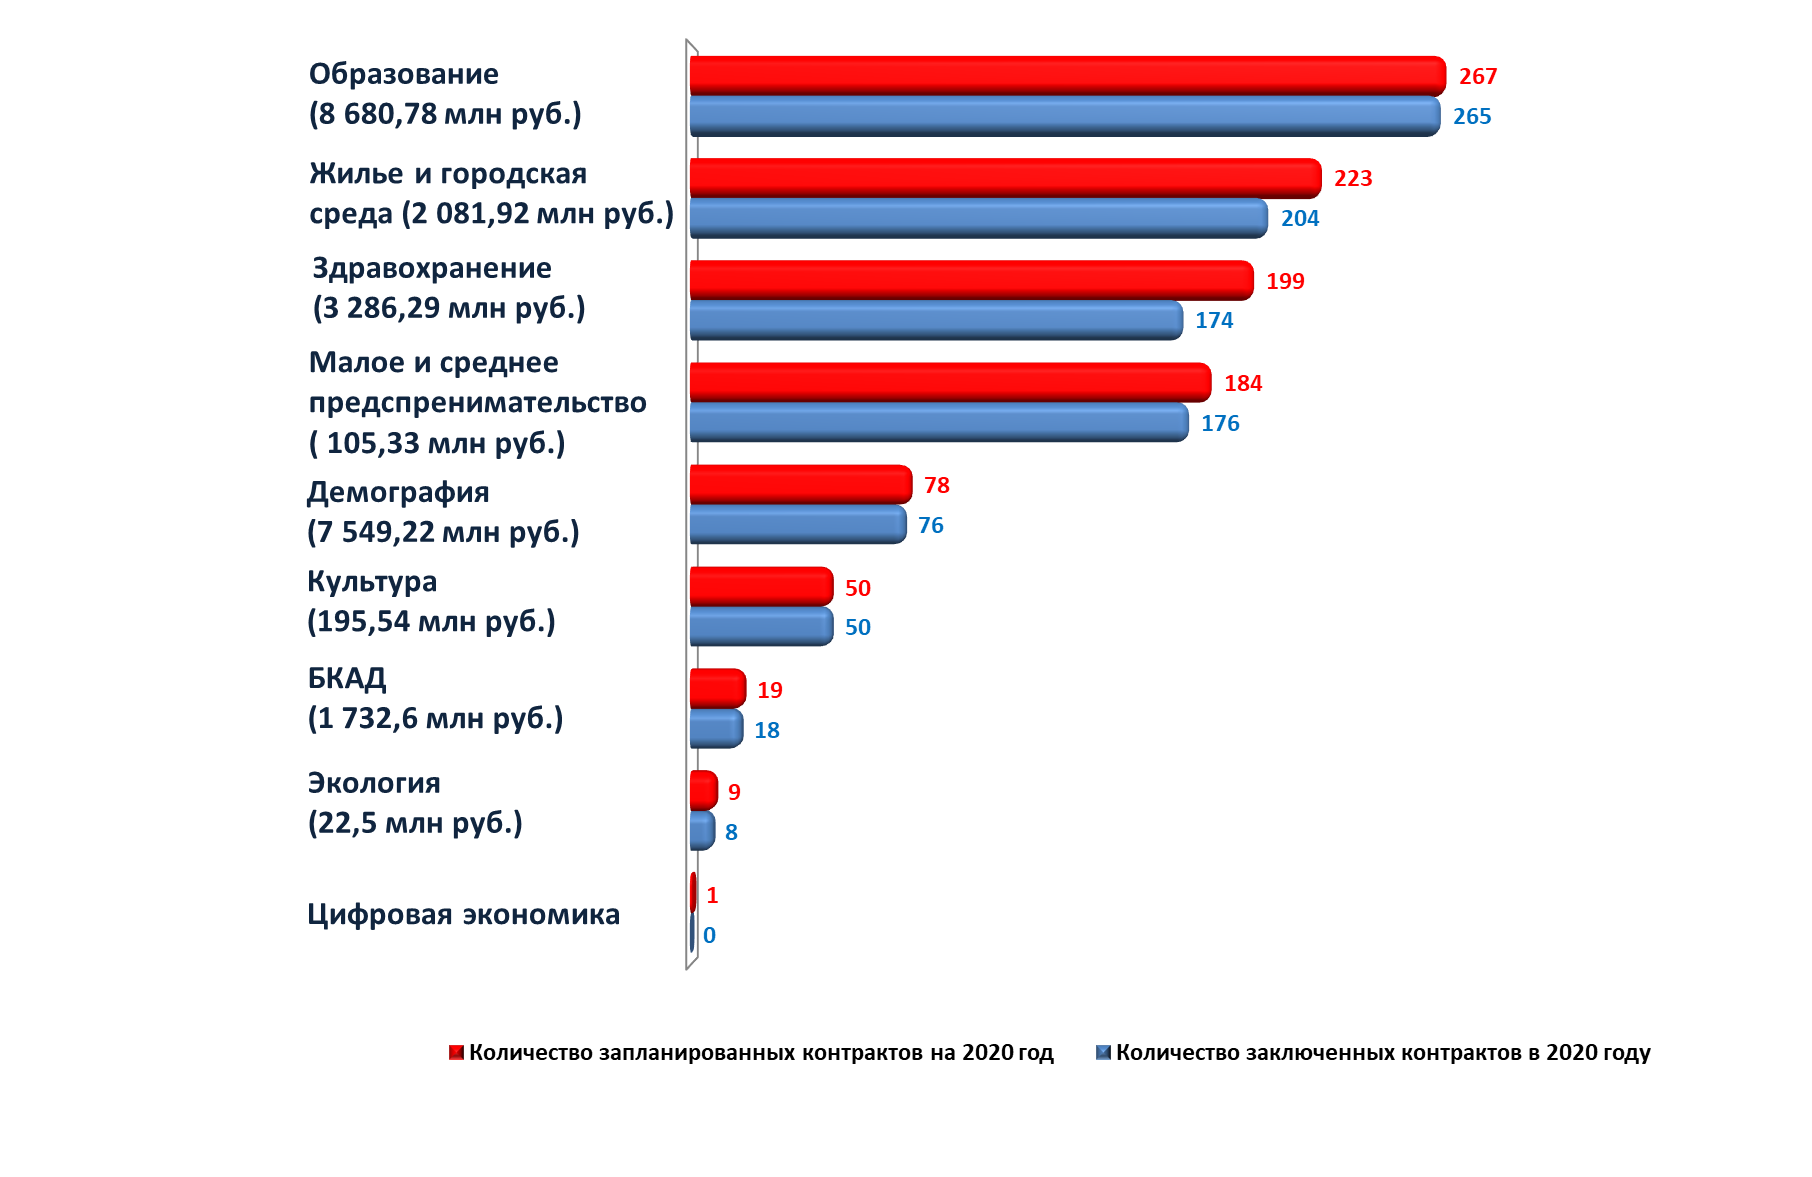 Образование
(8 680,78 млн руб.)
267
265
Жилье и городская
среда (2 081,92 млн руб.)
223
204
Здравохранение
(3 286,29 млн руб.)
199
174
Малое и среднее
предспренимательство
( 105,33 млн руб.)
184
176
Демография
(7 549,22 млн руб.)
78
76
Культура
(195,54 млн руб.)
50
50
БКАД
(1 732,6 млн руб.)
19
18
Экология
(22,5 млн руб.)
9
8
Цифровая экономика
1
0
Количество запланированных контрактов на 2020 год
Количество заключенных контрактов в 2020 году